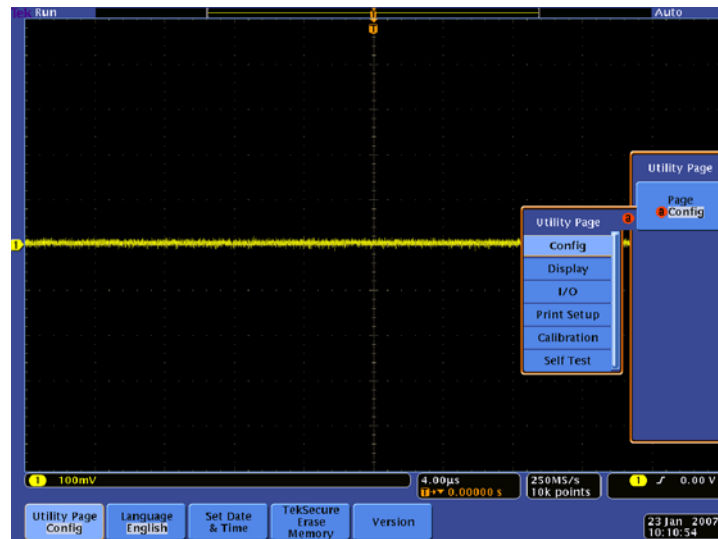 Tek Run
Auto
T
T
Utility Page
Page
a Config
Utility Page a
Config
Display
I/O
Print Setup
Calibration
Self Test
1
1 100mV
4.00µs
T→▼ 0.00000 s
250MS/s
10k points
1 ƒ 0.00 V
Utility Page
Config
Language
English
Set Date
& Time
TekSecure
Erase
Memory
Version
23 Jan 2007
10:10:54